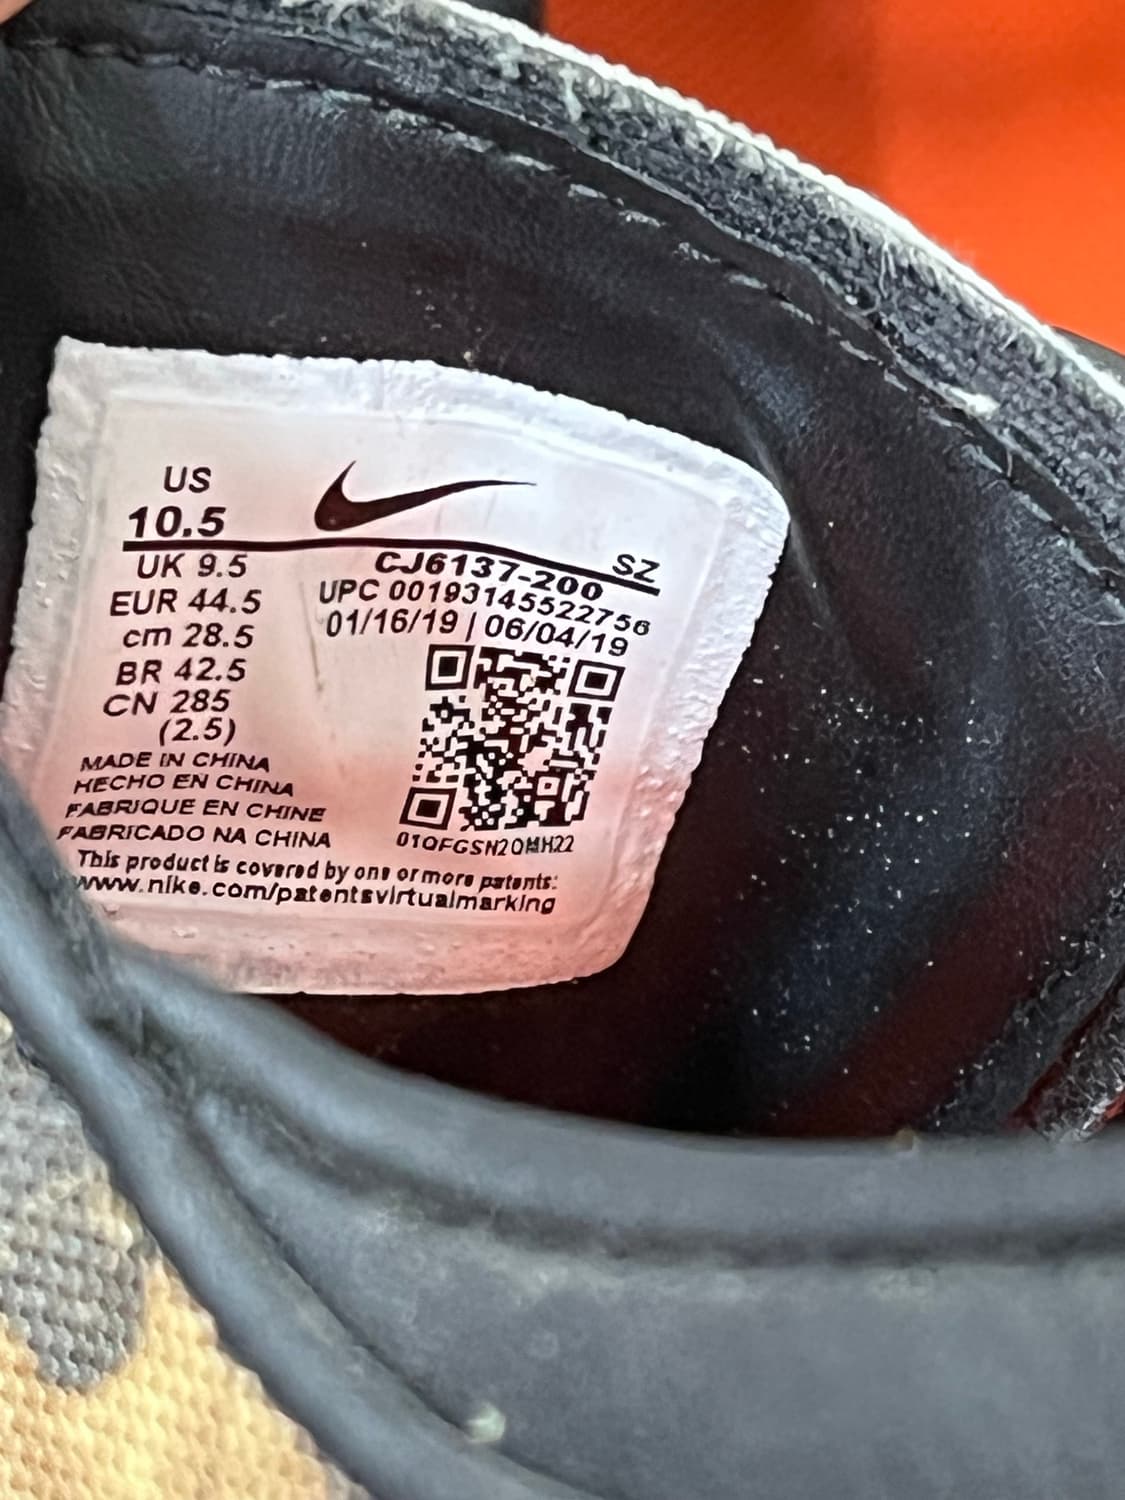 US
10.5
SZ
UK 9.5
CJ6137-200
EUR 44.5
UPC 00193145522756
cm 28.5
01/16/19 | 06/04/19
BR 42.5
CN 285
(2.5)
MADE IN CHINA
HECHO EN CHINA
FABRIQUE EN CHINE
FABRICADO NA CHINA
01QFGSN2QMH22
This product is covered by one or more patents:
www.nike.com/patentsvirtualmarking